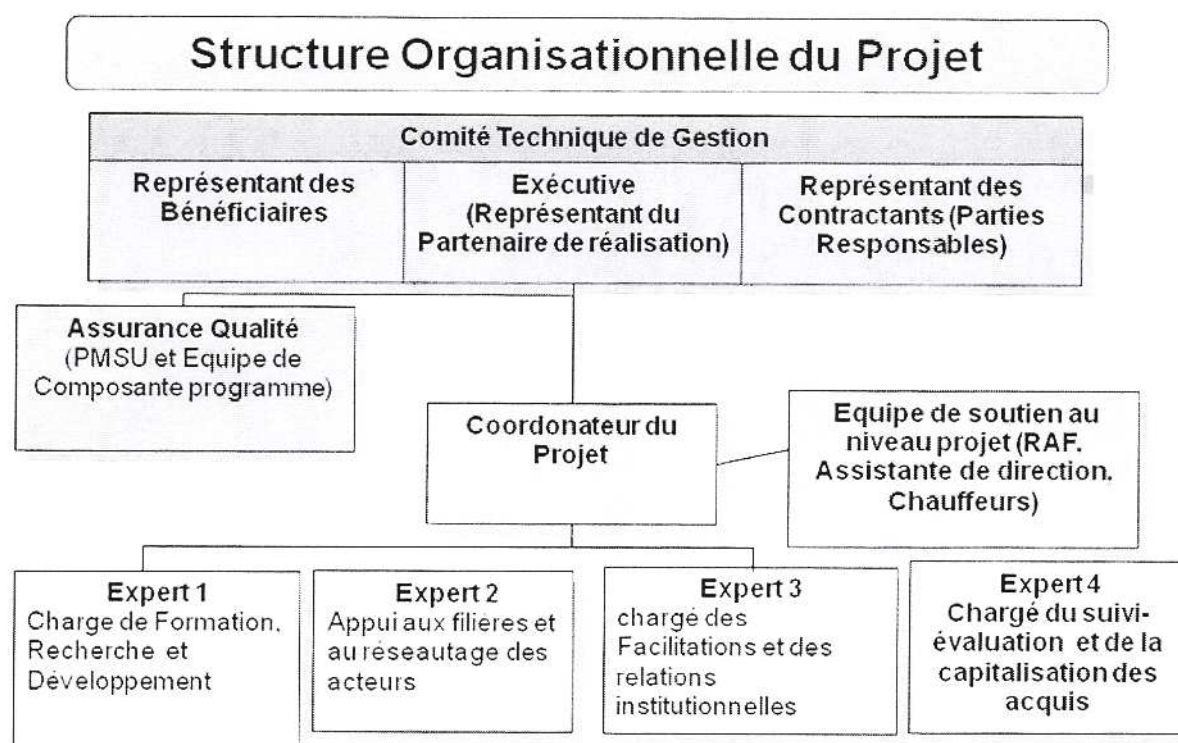 Structure Organisationnelle du Projet
Comité Technique de Gestion
Représentant des
Bénéficiaires
Exécutive
(Représentant du
Partenaire de réalisation)
Représentant des
Contractants (Parties
Responsables)
Assurance Qualité
(PMSU et Equipe de
Composante programme)
Coordonateur du
Projet
Equipe de soutien au
niveau projet (RAF.
Assistante de direction.
Chauffeurs)
Expert 1
Charge de Formation.
Recherche et
Développement
Expert 2
Appui aux filières et
au réseautage des
acteurs
Expert 3
chargé des
Facilitations et des
relations
institutionnelles
Expert 4
Chargé du suivi-
évaluation et de la
capitalisation des
acquis